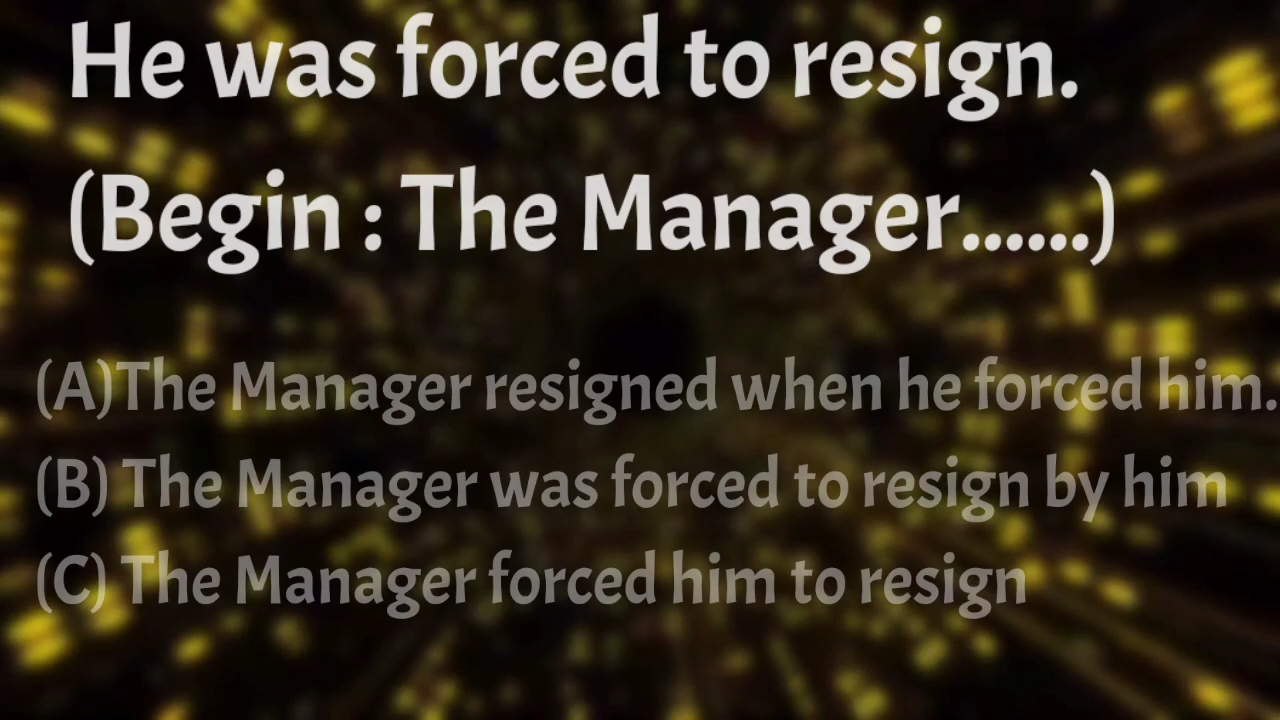 He was forced to resign.
(Begin : The Manager......)
(A)The Manager resigned when he forced him.
(B) The Manager was forced to resign by him
(C) The Manager forced him to resign